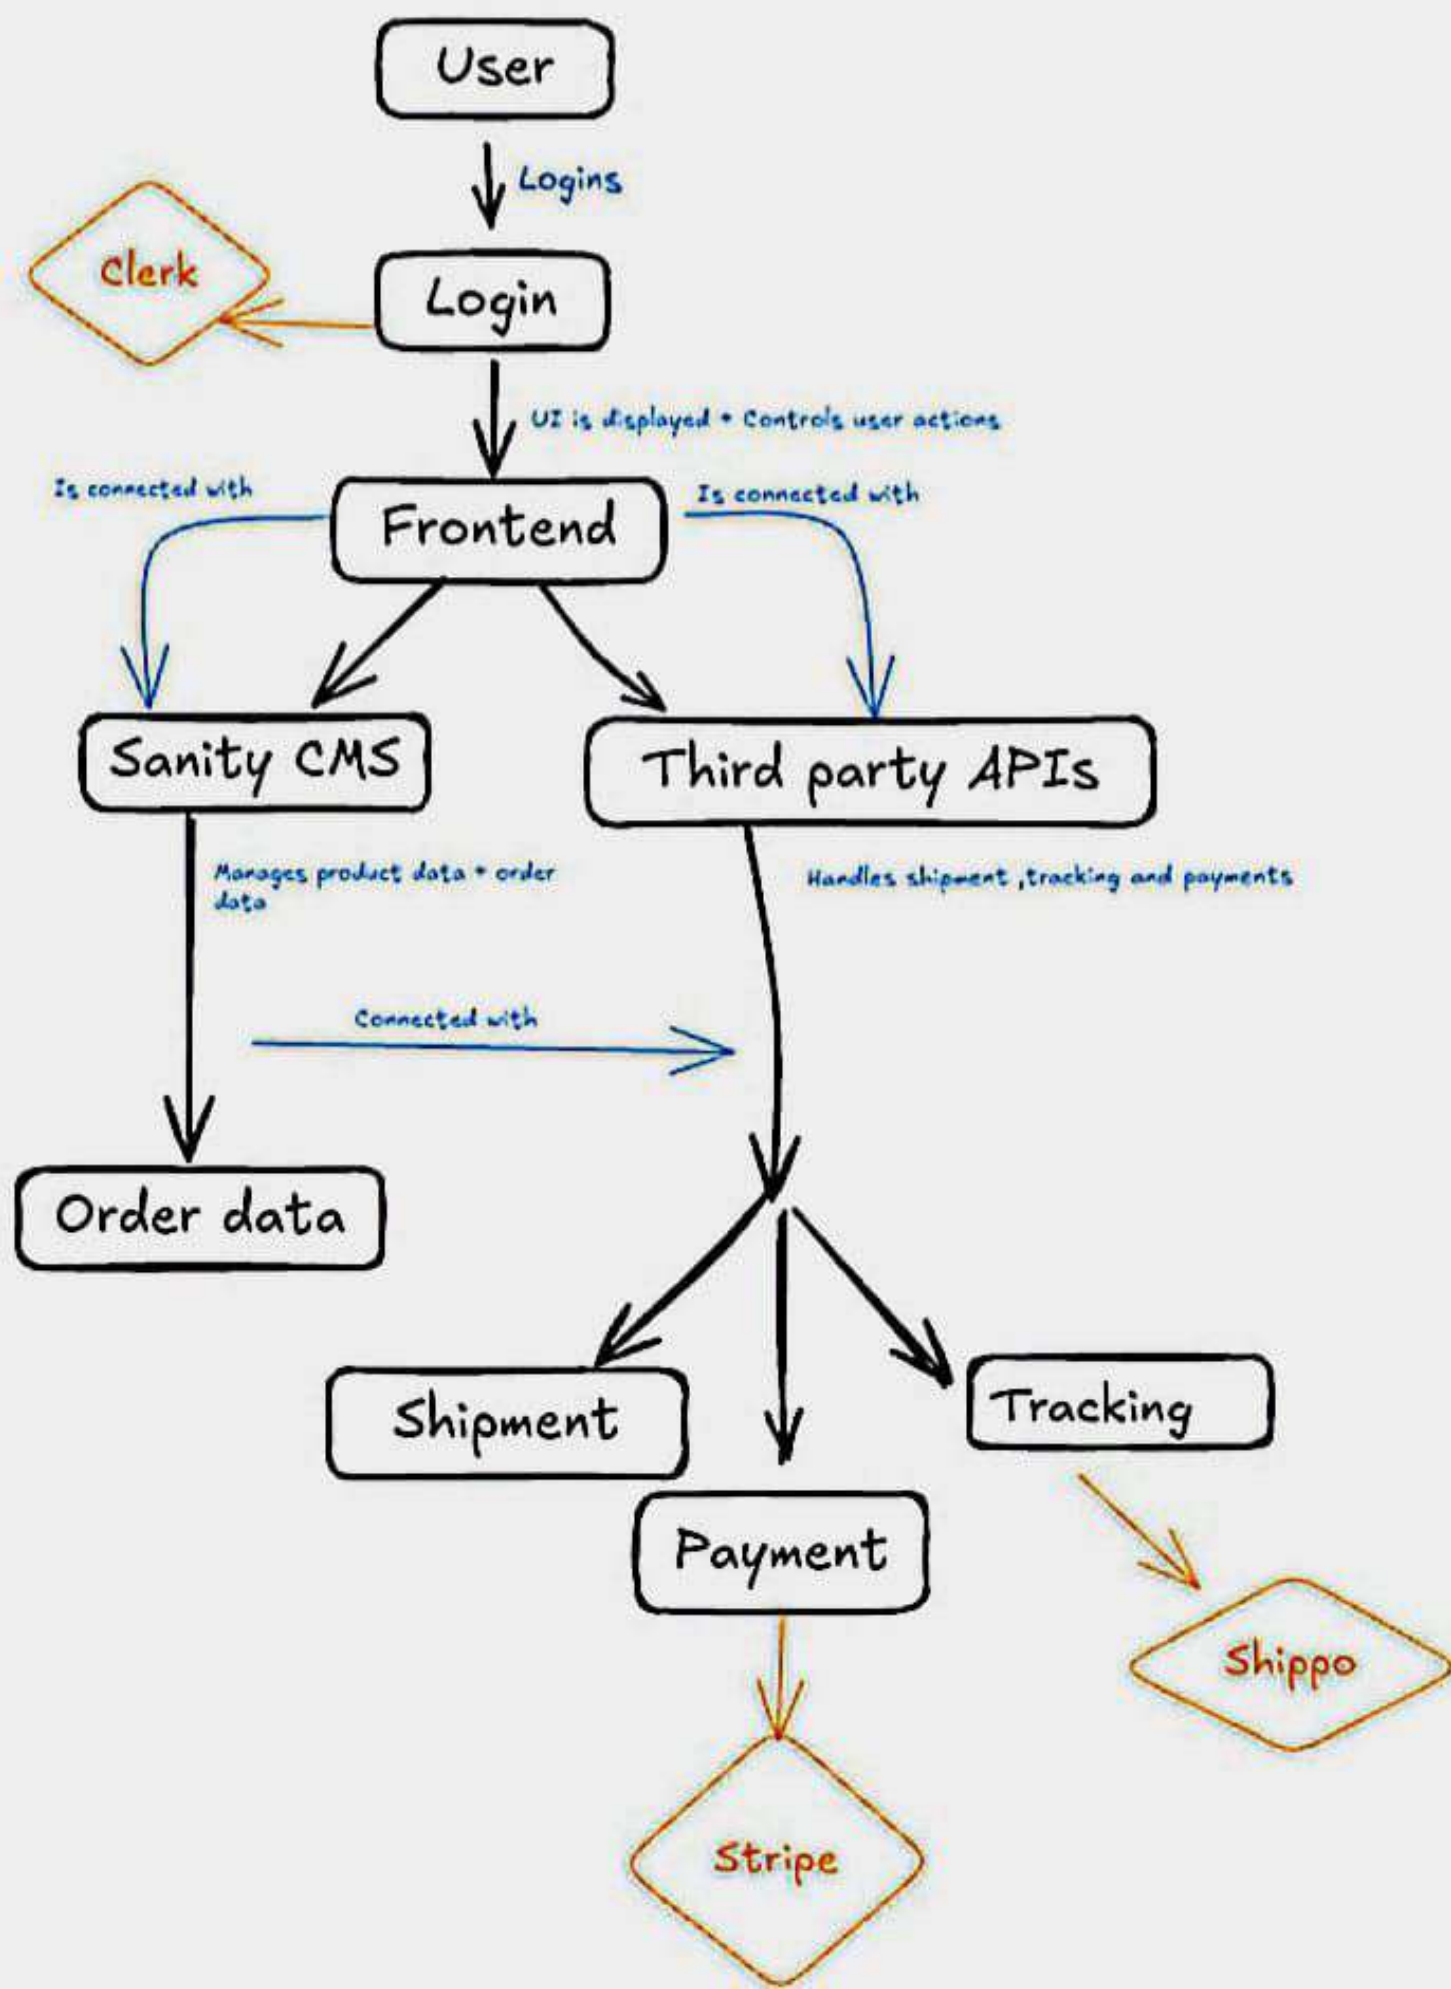 User
Logins
Clerk
Login
UI is displayed + Controls user actions
Is connected with
Is connected with
Frontend
Sanity CMS
Third party APIs
Manages product data + order
data
Handles shipment ,tracking and payments
Connected with
Order data
Shipment
Tracking
Payment
Shippo
Stripe